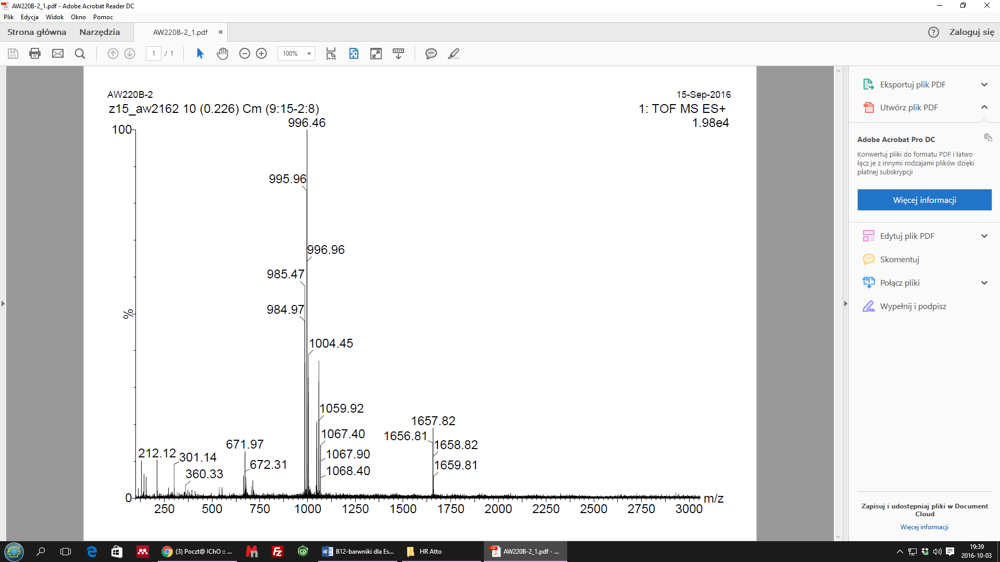 AW220B-2_1.pdf - Adobe Acrobat Reader DC
Plik Edycja Widok Okno Pomoc
Strona główna Narzędzia AW220B-2_1.pdf × ? Zaloguj się
1 / 1 100%
AW220B-2 15-Sep-2016
z15_aw2162 10 (0.226) Cm (9:15-2:8) 1: TOF MS ES+
996.46 1.98e4
100
995.96
996.96
985.47
984.97
%
1004.45
1059.92
1657.82
1067.40
1656.81
671.97
1658.82
212.12
1067.90
301.14
672.31
1659.81
1068.40
360.33
0
m/z
250 500 750 1000 1250 1500 1750 2000 2250 2500 2750 3000
Eksportuj plik PDF
Utwórz plik PDF
Adobe Acrobat Pro DC
Konwertuj pliki do formatu PDF i łatwo
łącz je z innymi rodzajami plików dzięki
płatnej subskrypcji
Więcej informacji
Edytuj plik PDF
Skomentuj
Połącz pliki
Wypełnij i podpisz
Zapisuj i udostępniaj pliki w Document
Cloud
Więcej informacji
(3) Poczt@ IChO :: ... B12-barwniki dla Es... HR Atto AW220B-2_1.pdf - ...
19:39
2016-10-03